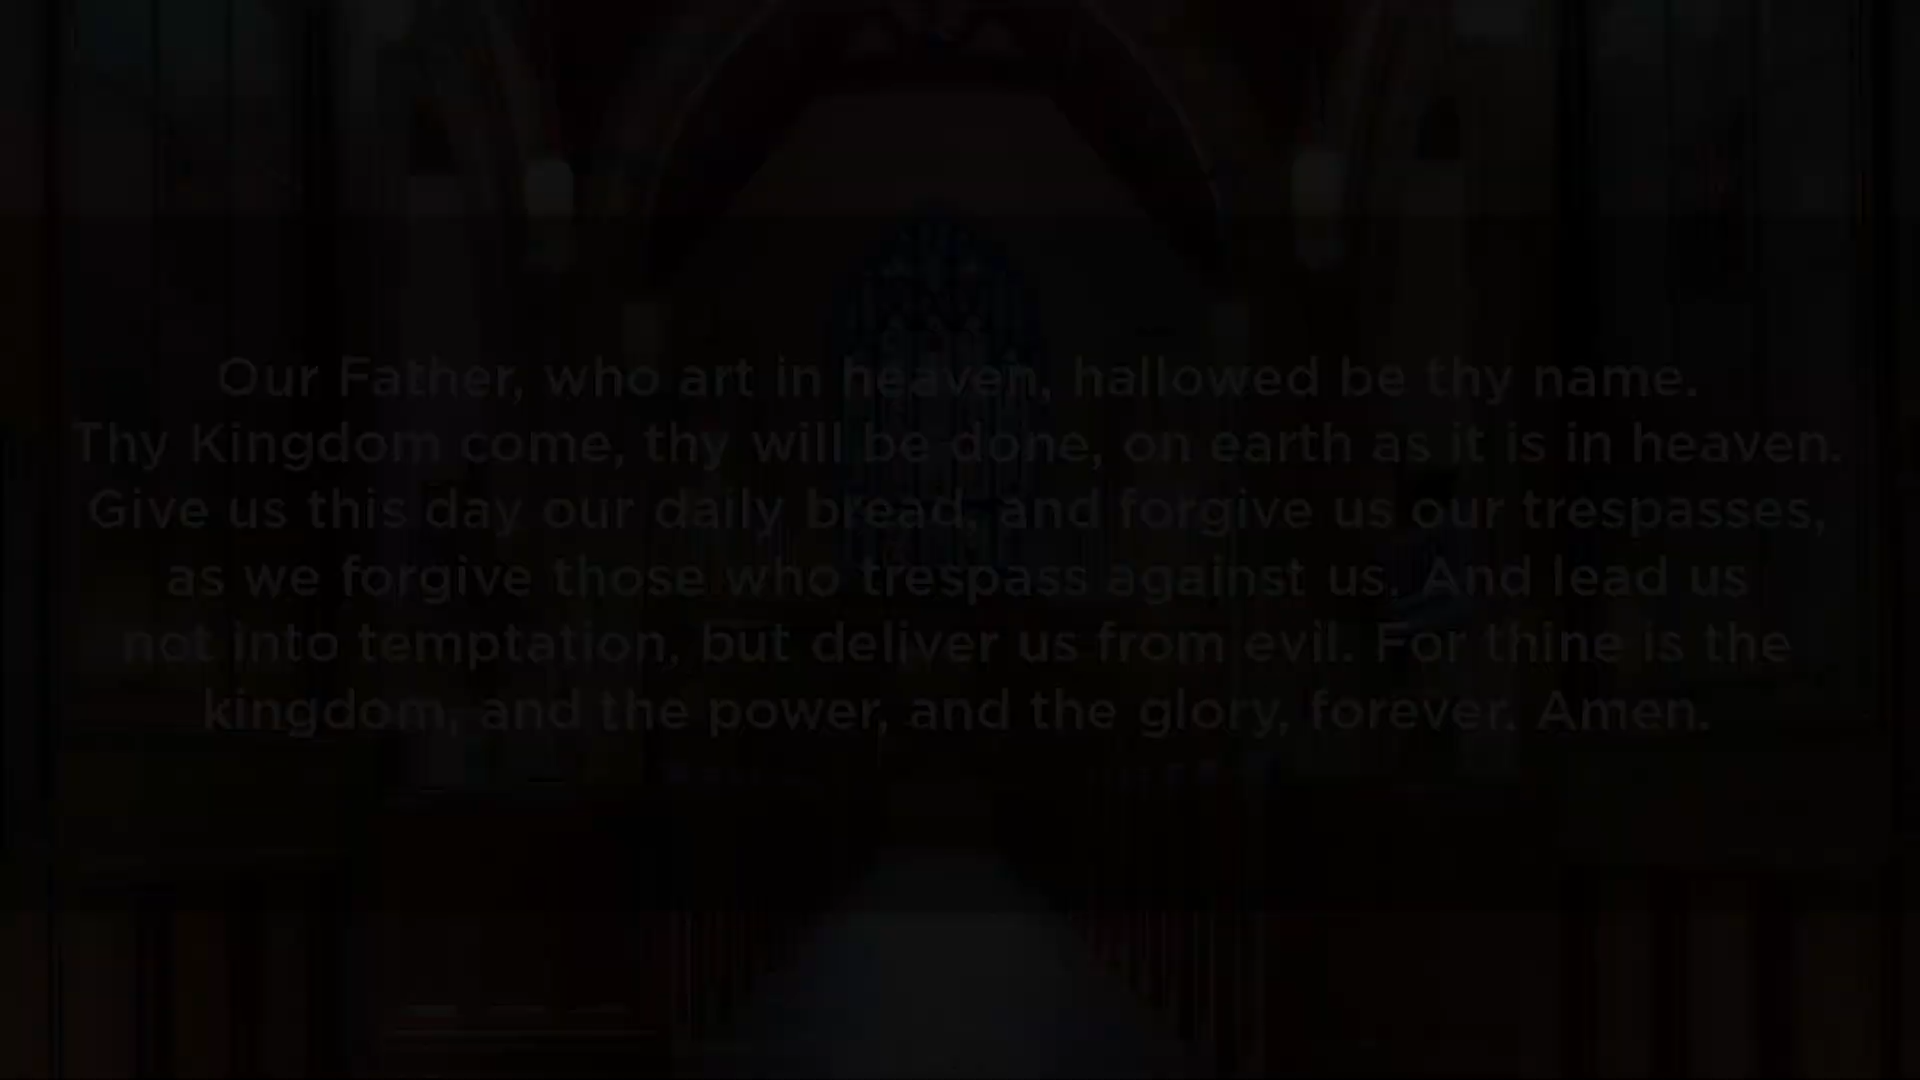 Our Father, who art in heaven, hallowed be thy name.
Thy Kingdom come, thy will be done, on earth as it is in heaven.
Give us this day our daily bread, and forgive us our trespasses,
as we forgive those who trespass against us. And lead us
not into temptation, but deliver us from evil. For thine is the
kingdom, and the power, and the glory, forever. Amen.